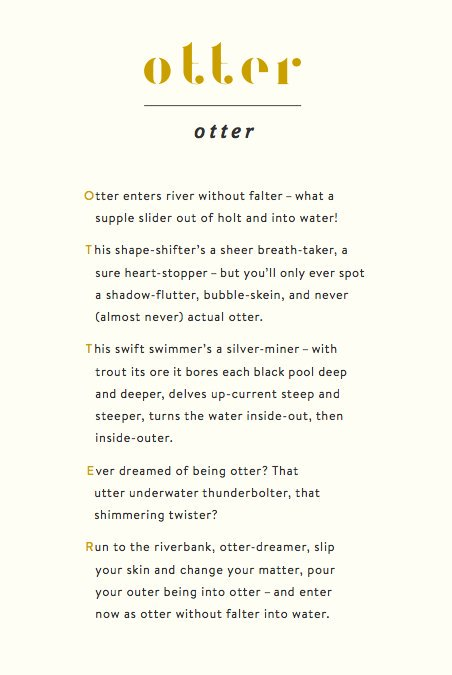 otter
otter
Otter enters river without falter – what a
supple slider out of holt and into water!
This shape-shifter's a sheer breath-taker, a
sure heart-stopper – but you'll only ever spot
a shadow-flutter, bubble-skein, and never
(almost never) actual otter.
This swift swimmer's a silver-miner – with
trout its ore it bores each black pool deep
and deeper, delves up-current steep and
steeper, turns the water inside-out, then
inside-outer.
Ever dreamed of being otter? That
utter underwater thunderbolter, that
shimmering twister?
Run to the riverbank, otter-dreamer, slip
your skin and change your matter, pour
your outer being into otter – and enter
now as otter without falter into water.